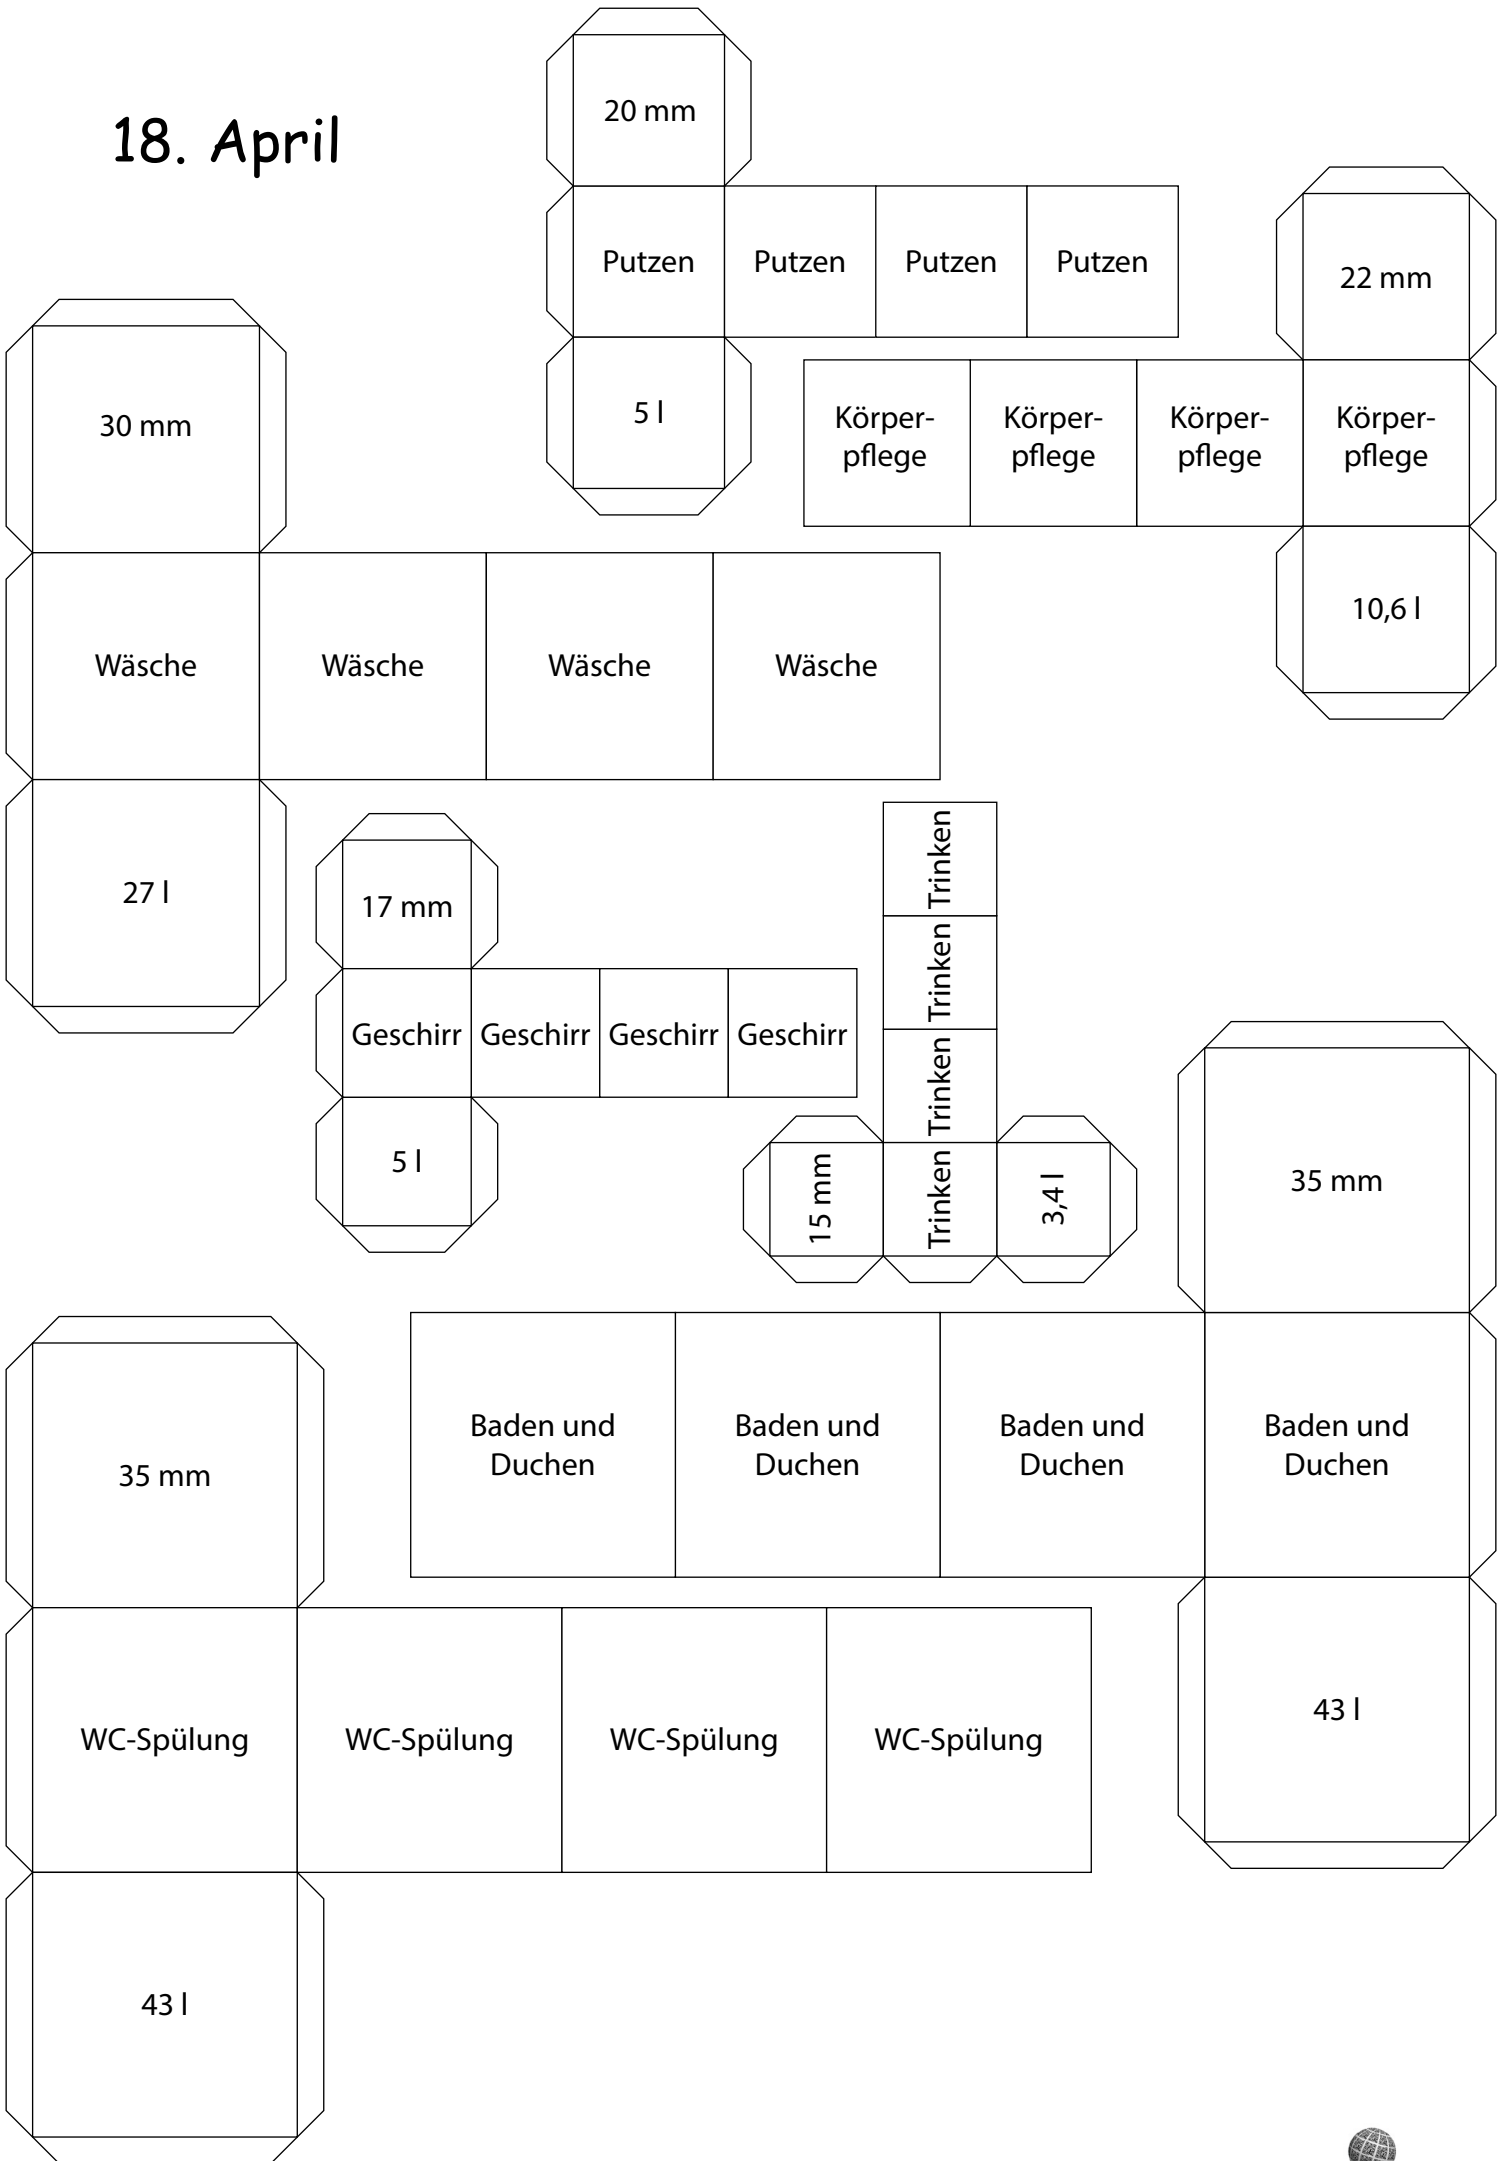 18. April
20 mm
Putzen Putzen Putzen Putzen
5 l
22 mm
Körper-
pflege
Körper-
pflege
Körper-
pflege
Körper-
pflege
10,6 l
30 mm
Wäsche Wäsche Wäsche Wäsche
27 l
17 mm
Geschirr Geschirr Geschirr Geschirr
5 l
Trinken
Trinken
Trinken
15 mm
Trinken
3,4 l
35 mm
Baden und
Duchen
Baden und
Duchen
Baden und
Duchen
Baden und
Duchen
43 l
35 mm
WC-Spülung WC-Spülung WC-Spülung WC-Spülung
43 l